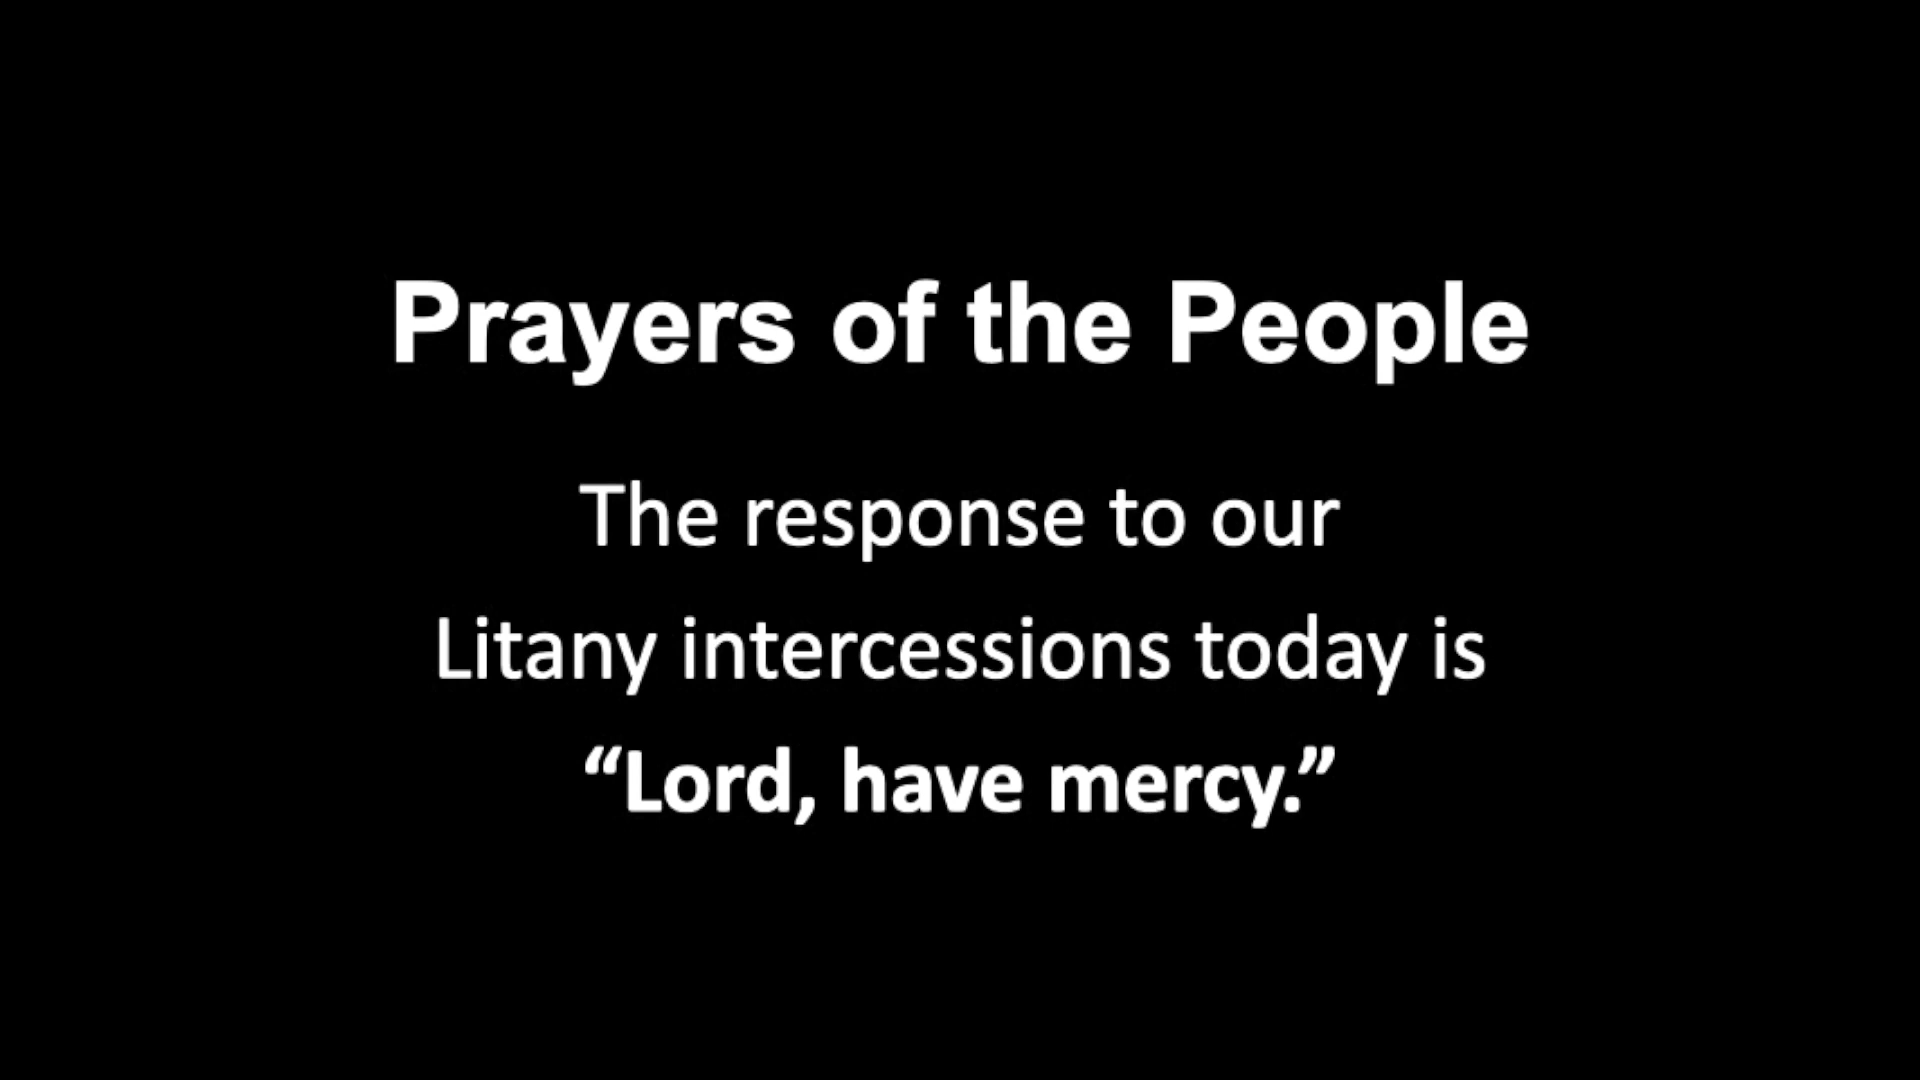 Prayers of the People
The response to our
Litany intercessions today is
“Lord, have mercy.”